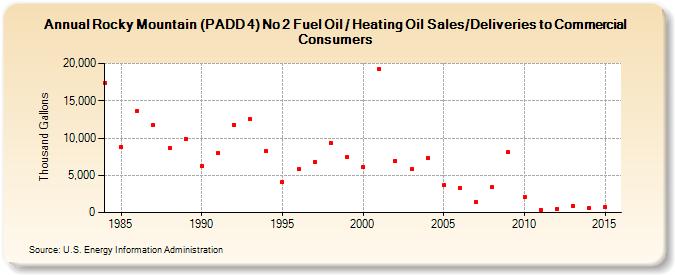 Annual Rocky Mountain (PADD 4) No 2 Fuel Oil / Heating Oil Sales/Deliveries to Commercial
Consumers
Thousand Gallons
20,000
15,000
10,000
5,000
0
1985 1990 1995 2000 2005 2010 2015
Source: U.S. Energy Information Administration